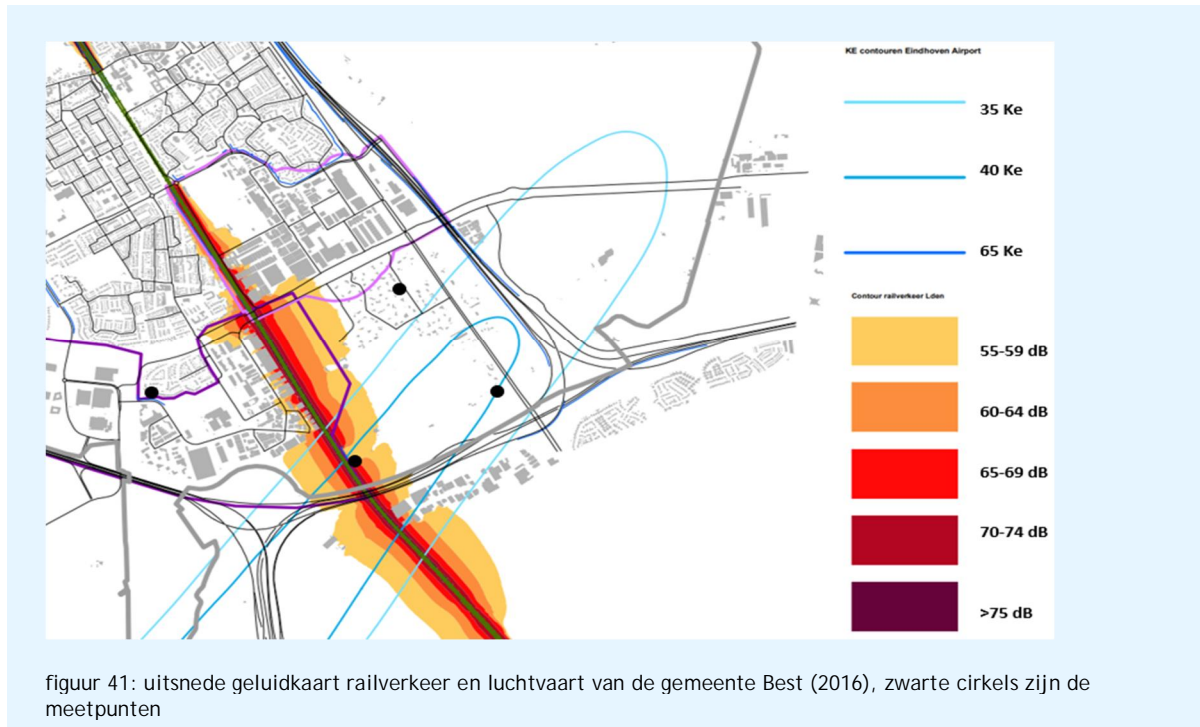 KE contouren Eindhoven Airport
35 Ke
40 Ke
65 Ke
Contour railverkeer Lden
55-59 dB
60-64 dB
65-69 dB
70-74 dB
>75 dB
figuur 41: uitsnede geluidkaart railverkeer en luchtvaart van de gemeente Best (2016), zwarte cirkels zijn de
meetpunten